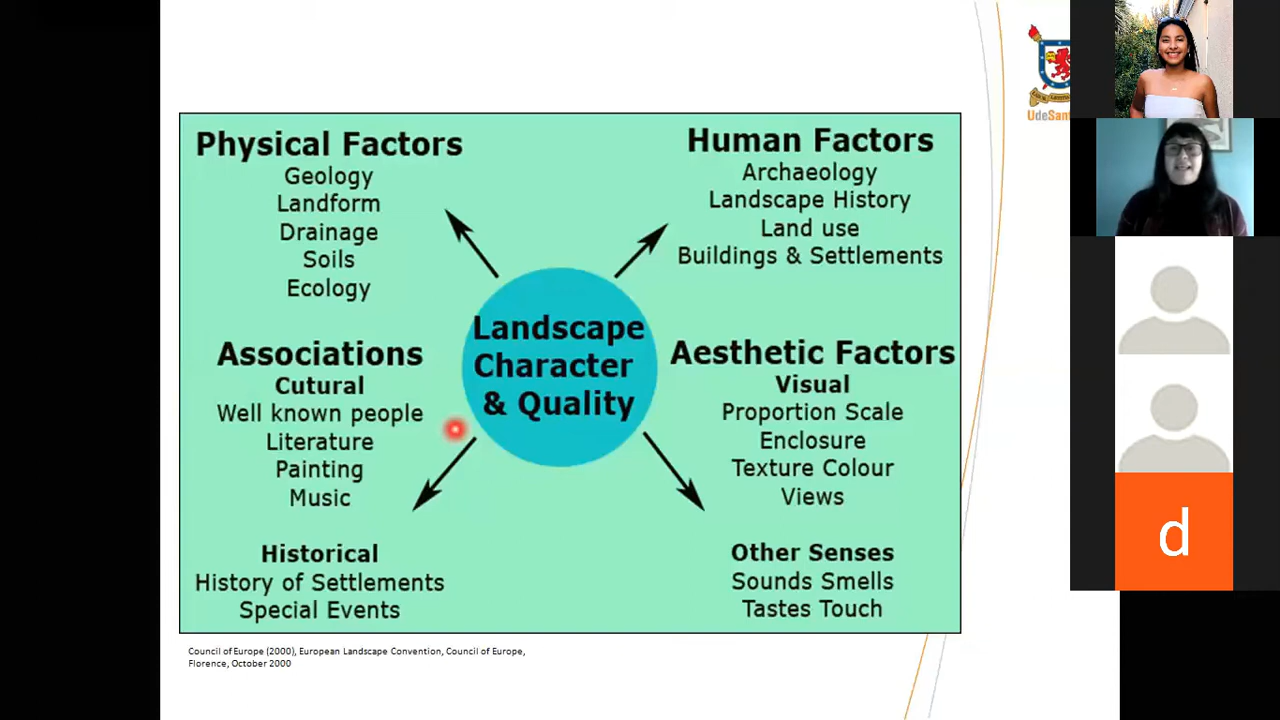 Physical Factors
Geology
Landform
Drainage
Soils
Ecology
Human Factors
Archaeology
Landscape History
Land use
Buildings & Settlements
Landscape
Character
& Quality
Associations
Cutural
Well known people
Literature
Painting
Music
Historical
History of Settlements
Special Events
Aesthetic Factors
Visual
Proportion Scale
Enclosure
Texture Colour
Views
Other Senses
Sounds Smells
Tastes Touch
Council of Europe (2000), European Landscape Convention, Council of Europe,
Florence, October 2000
UdeSant
d